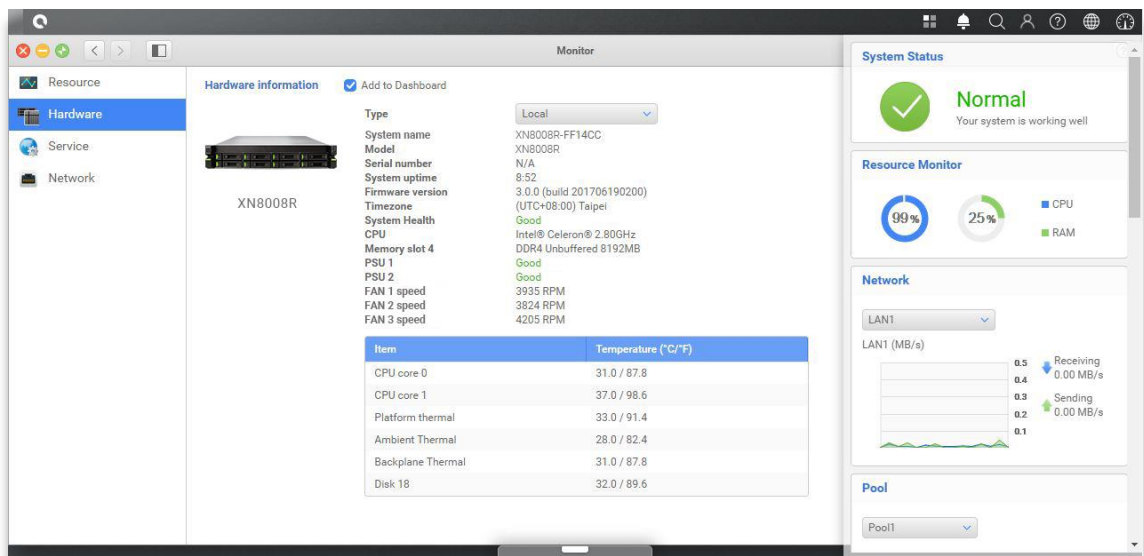 Monitor
Resource
Hardware
Service
Network
Hardware information
Add to Dashboard
XN8008R
Type Local
System name XN8008R-FF14CC
Model XN8008R
Serial number N/A
System uptime 8:52
Firmware version 3.0.0 (build 201706190200)
Timezone (UTC+08:00) Taipei
System Health Good
CPU Intel® Celeron® 2.80GHz
Memory slot 4 DDR4 Unbuffered 8192MB
PSU 1 Good
PSU 2 Good
FAN 1 speed 3935 RPM
FAN 2 speed 3824 RPM
FAN 3 speed 4205 RPM
Item Temperature (°C/°F)
CPU core 0 31.0 / 87.8
CPU core 1 37.0 / 98.6
Platform thermal 33.0 / 91.4
Ambient Thermal 28.0 / 82.4
Backplane Thermal 31.0 / 87.8
Disk 18 32.0 / 89.6
System Status
Normal
Your system is working well
Resource Monitor
99%
25%
CPU
RAM
Network
LAN1
LAN1 (MB/s)
0.5
0.4
0.3
0.2
0.1
Receiving
0.00 MB/s
Sending
0.00 MB/s
Pool
Pool1